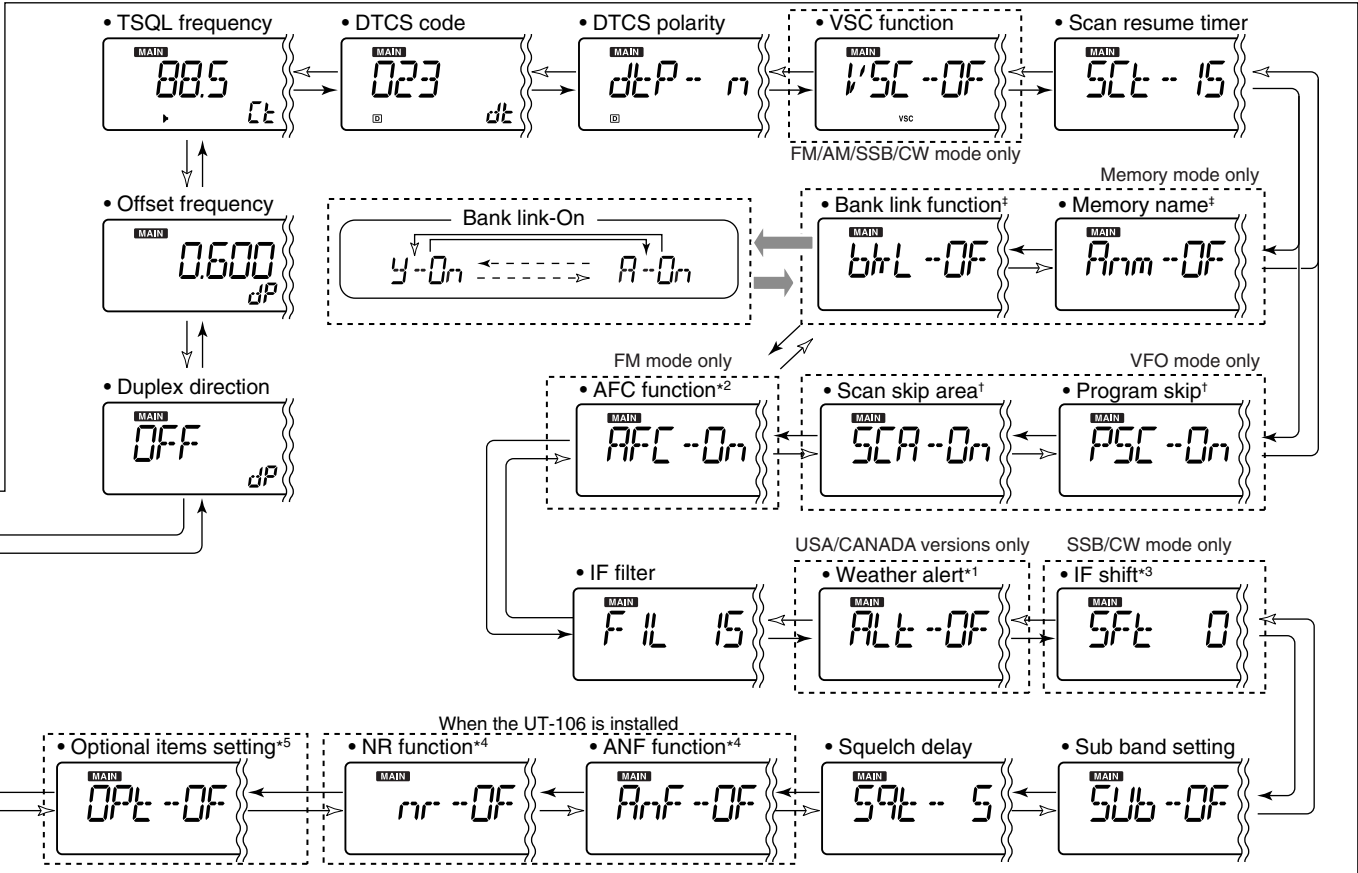 • TSQL frequency
MAIN
88.5
Ct
• DTCS code
MAIN
023
D
dt
• DTCS polarity
MAIN
dtP- n
D
• VSC function
MAIN
VSC -OF
VSC
FM/AM/SSB/CW mode only
• Scan resume timer
MAIN
SCt - 15
• Offset frequency
MAIN
0.600
dP
Bank link-On
y-On
A-On
Memory mode only
• Bank link function‡
MAIN
bkL -OF
• Memory name‡
MAIN
Anm -OF
• Duplex direction
MAIN
OFF
dP
FM mode only
• AFC function*2
MAIN
AFC -On
VFO mode only
• Scan skip area†
MAIN
SCA -On
• Program skip†
MAIN
PSC -On
• IF filter
MAIN
FIL 15
USA/CANADA versions only
• Weather alert*1
MAIN
ALt -OF
SSB/CW mode only
• IF shift*3
MAIN
SFt 0
• Optional items setting*5
MAIN
OPt -OF
When the UT-106 is installed
• NR function*4
MAIN
nr -OF
• ANF function*4
MAIN
AnF -OF
• Squelch delay
MAIN
S9t - S
• Sub band setting
MAIN
SUb -OF